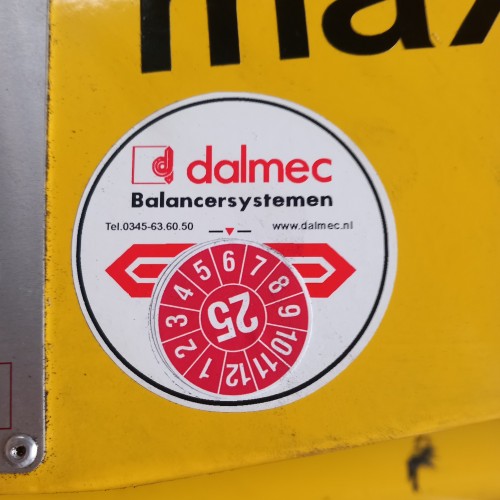 max
dalmec
Balancersystemen
Tel.0345-63.60.50
www.dalmec.nl
1 2 3 4 5 6 7 8 9 10 11 12
25